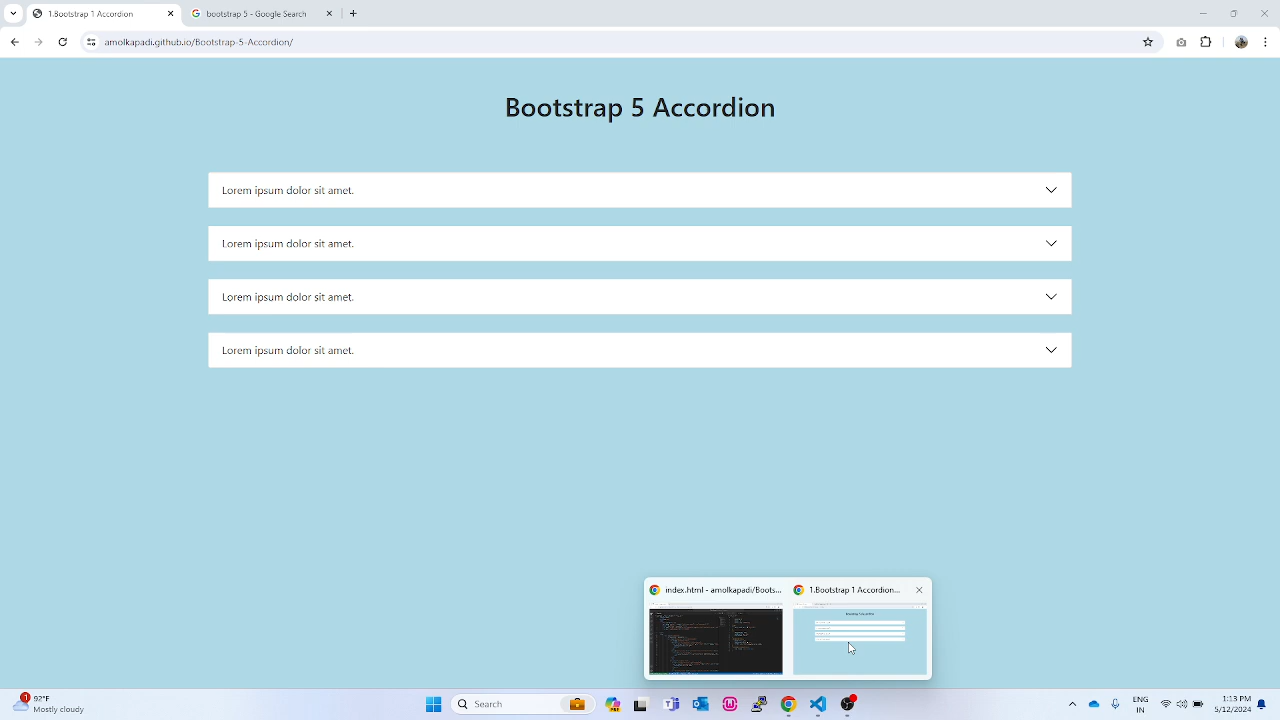 1.Bootstrap 1 Accordion
bootstrap 5 - Google Search
amolkapadi.github.io/Bootstrap-5-Accordion/
Bootstrap 5 Accordion
Lorem ipsum dolor sit amet.
Lorem ipsum dolor sit amet.
Lorem ipsum dolor sit amet.
Lorem ipsum dolor sit amet.
index.html - amolkapadi/Boots...
1.Bootstrap 1 Accordion...
1
92°F
Mostly cloudy
Search
ENG
IN
1:13 PM
5/12/2024